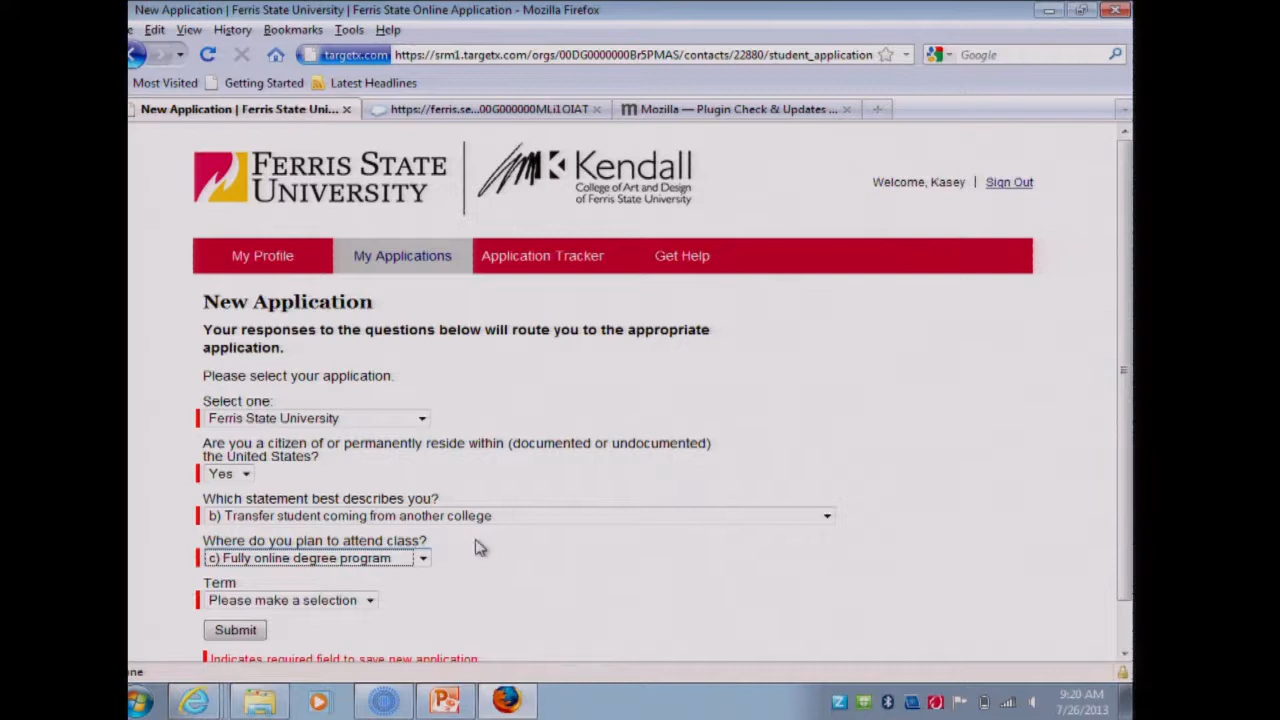 New Application | Ferris State University | Ferris State Online Application - Mozilla Firefox
Edit View History Bookmarks Tools Help
targetx.com https://srm1.targetx.com/orgs/00DG0000000Br5PMAS/contacts/22880/student_application Google
Most Visited Getting Started Latest Headlines
New Application | Ferris State Uni... https://ferris.se...00G000000MLi1OIAT Mozilla — Plugin Check & Updates ...
FERRIS STATE
UNIVERSITY
Kendall
College of Art and Design
of Ferris State University
Welcome, Kasey | Sign Out
My Profile My Applications Application Tracker Get Help
New Application
Your responses to the questions below will route you to the appropriate
application.
Please select your application.
Select one:
Ferris State University
Are you a citizen of or permanently reside within (documented or undocumented)
the United States?
Yes
Which statement best describes you?
b) Transfer student coming from another college
Where do you plan to attend class?
c) Fully online degree program
Term
Please make a selection
Submit
Indicates required field to save new application
ne
9:20 AM
7/26/2013